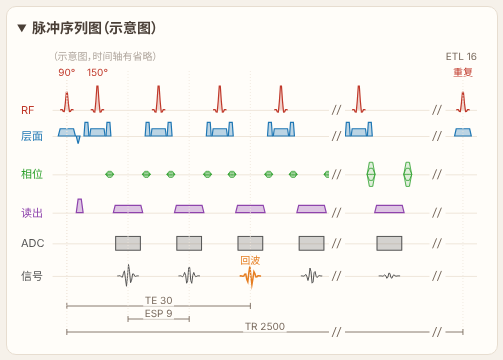 ▼ 脉冲序列图(示意图)
(示意图,时间轴有省略)
ETL 16
90° 150°
重复
RF
//
//
层面
//
//
相位
//
//
读出
//
//
ADC
//
//
回波
信号
//
//
TE 30
ESP 9
TR 2500
//
//